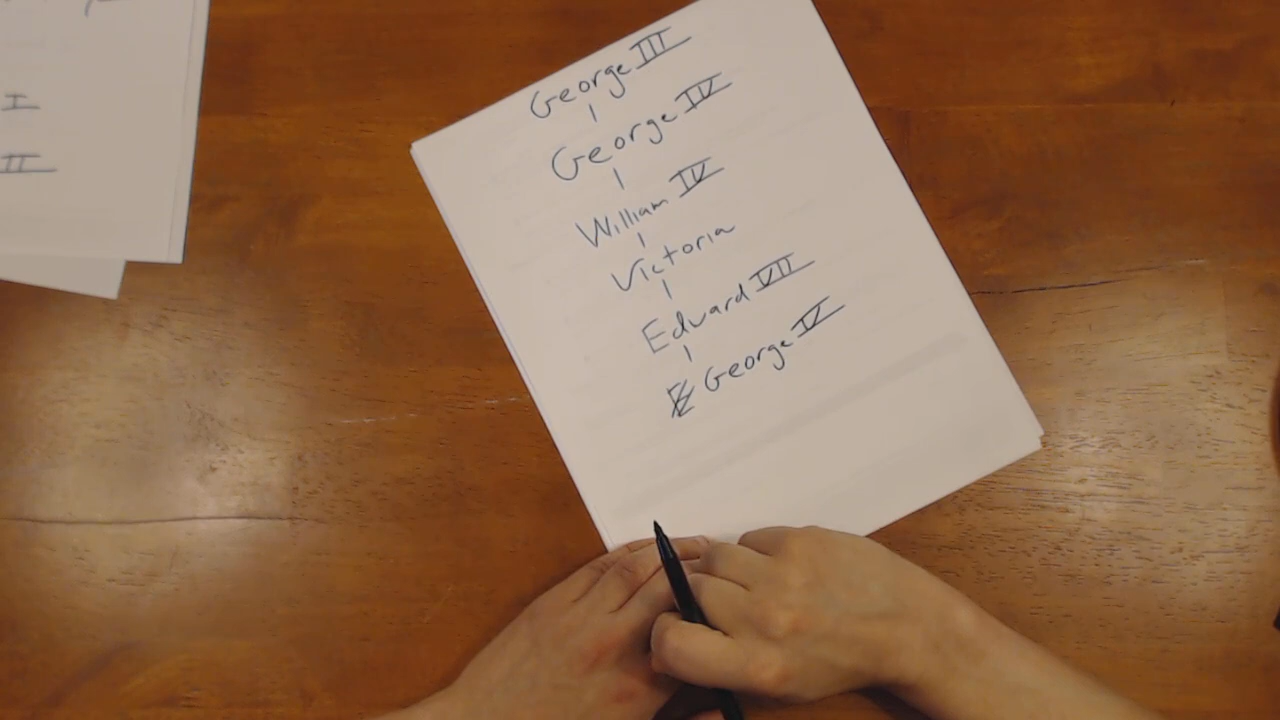 I
II
George III
George IV
William IV
Victoria
Edward VII
George V